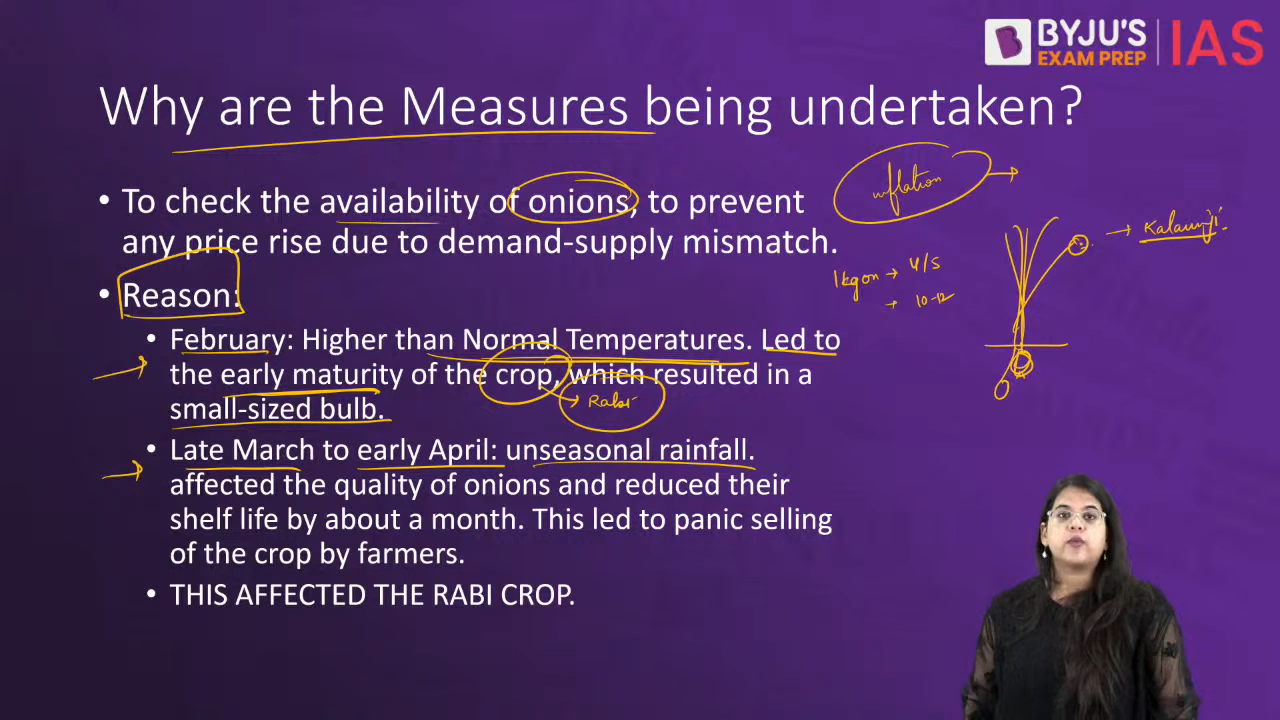 BYJU'S
EXAM PREP
IAS
Why are the Measures being undertaken?
• To check the availability of onions, to prevent
any price rise due to demand-supply mismatch.
• Reason:
• February: Higher than Normal Temperatures. Led to
the early maturity of the crop, which resulted in a
small-sized bulb.
• Late March to early April: unseasonal rainfall.
affected the quality of onions and reduced their
shelf life by about a month. This led to panic selling
of the crop by farmers.
• THIS AFFECTED THE RABI CROP.
inflation →
→ Kalaunji
1kg on → 4/5
→ 10-12
→ Rabi